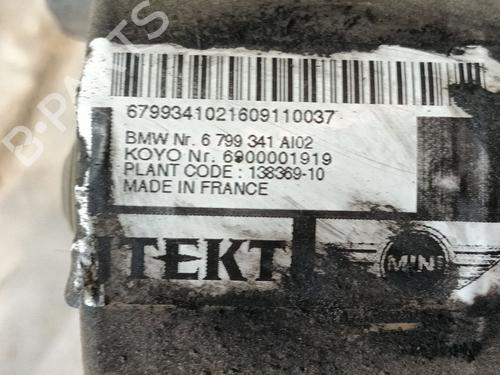 6799341021609110037
BMW Nr. 6 799 341 AI02
KOYO Nr. 6900001919
PLANT CODE : 138369-10
MADE IN FRANCE
JTEKT
MINI
B-PARTS